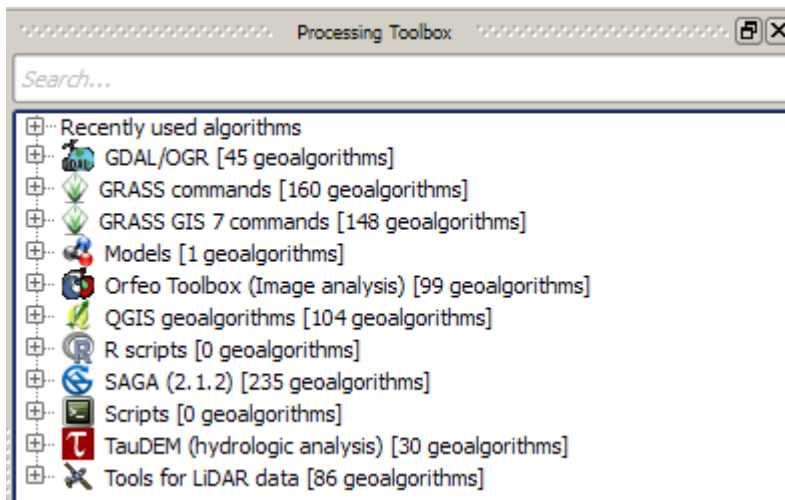 Processing Toolbox
Search...
Recently used algorithms
GDAL/OGR [45 geoalgorithms]
GRASS commands [160 geoalgorithms]
GRASS GIS 7 commands [148 geoalgorithms]
Models [1 geoalgorithms]
Orfeo Toolbox (Image analysis) [99 geoalgorithms]
QGIS geoalgorithms [104 geoalgorithms]
R scripts [0 geoalgorithms]
SAGA (2.1.2) [235 geoalgorithms]
Scripts [0 geoalgorithms]
TauDEM (hydrologic analysis) [30 geoalgorithms]
Tools for LiDAR data [86 geoalgorithms]